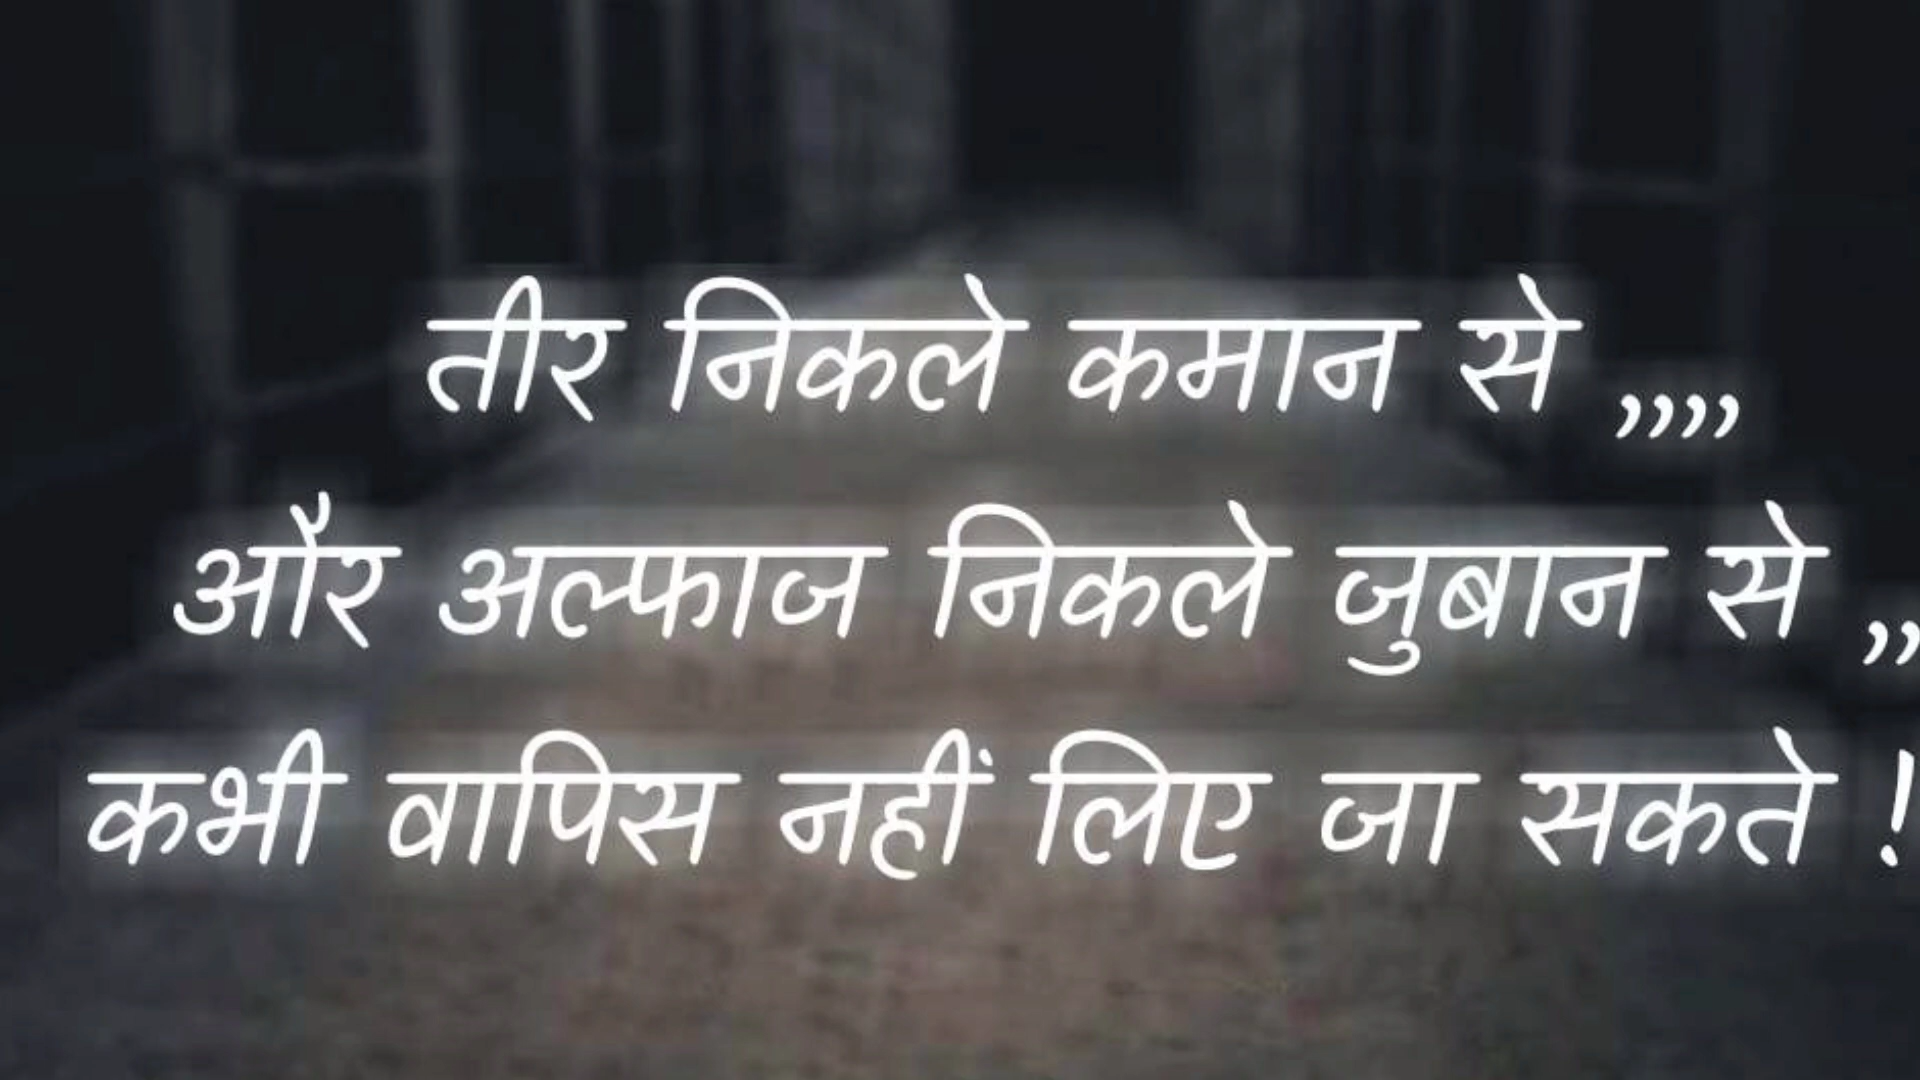 तीर निकले कमान से ,,,,
और अल्फाज निकले जुबान से ,,
कभी वापिस नहीं लिए जा सकते !